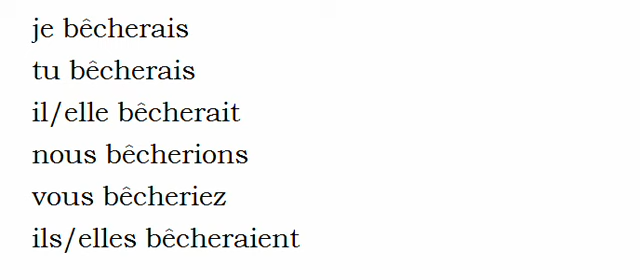 je bêcherais
tu bêcherais
il/elle bêcherait
nous bêcherions
vous bêcheriez
ils/elles bêcheraient